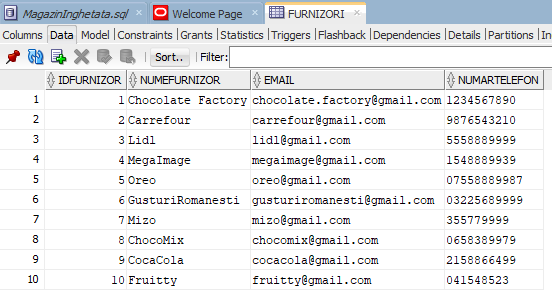 MagazinInghetata.sql Welcome Page FURNIZORI
Columns Data Model Constraints Grants Statistics Triggers Flashback Dependencies Details Partitions
Sort.. Filter:
IDFURNIZOR NUMEFURNIZOR EMAIL NUMARTELEFON
1 1 Chocolate Factory chocolate.factory@gmail.com 1234567890
2 2 Carrefour carrefour@gmail.com 9876543210
3 3 Lidl lidl@gmail.com 5558889999
4 4 MegaImage megaimage@gmail.com 1548889939
5 5 Oreo oreo@gmail.com 07558889987
6 6 GusturiRomanesti gusturiromanesti@gmail.com 03225689999
7 7 Mizo mizo@gmail.com 355779999
8 8 ChocoMix chocomix@gmail.com 0658389979
9 9 CocaCola cocacola@gmail.com 2158866499
10 10 Fruitty fruitty@gmail.com 041548523